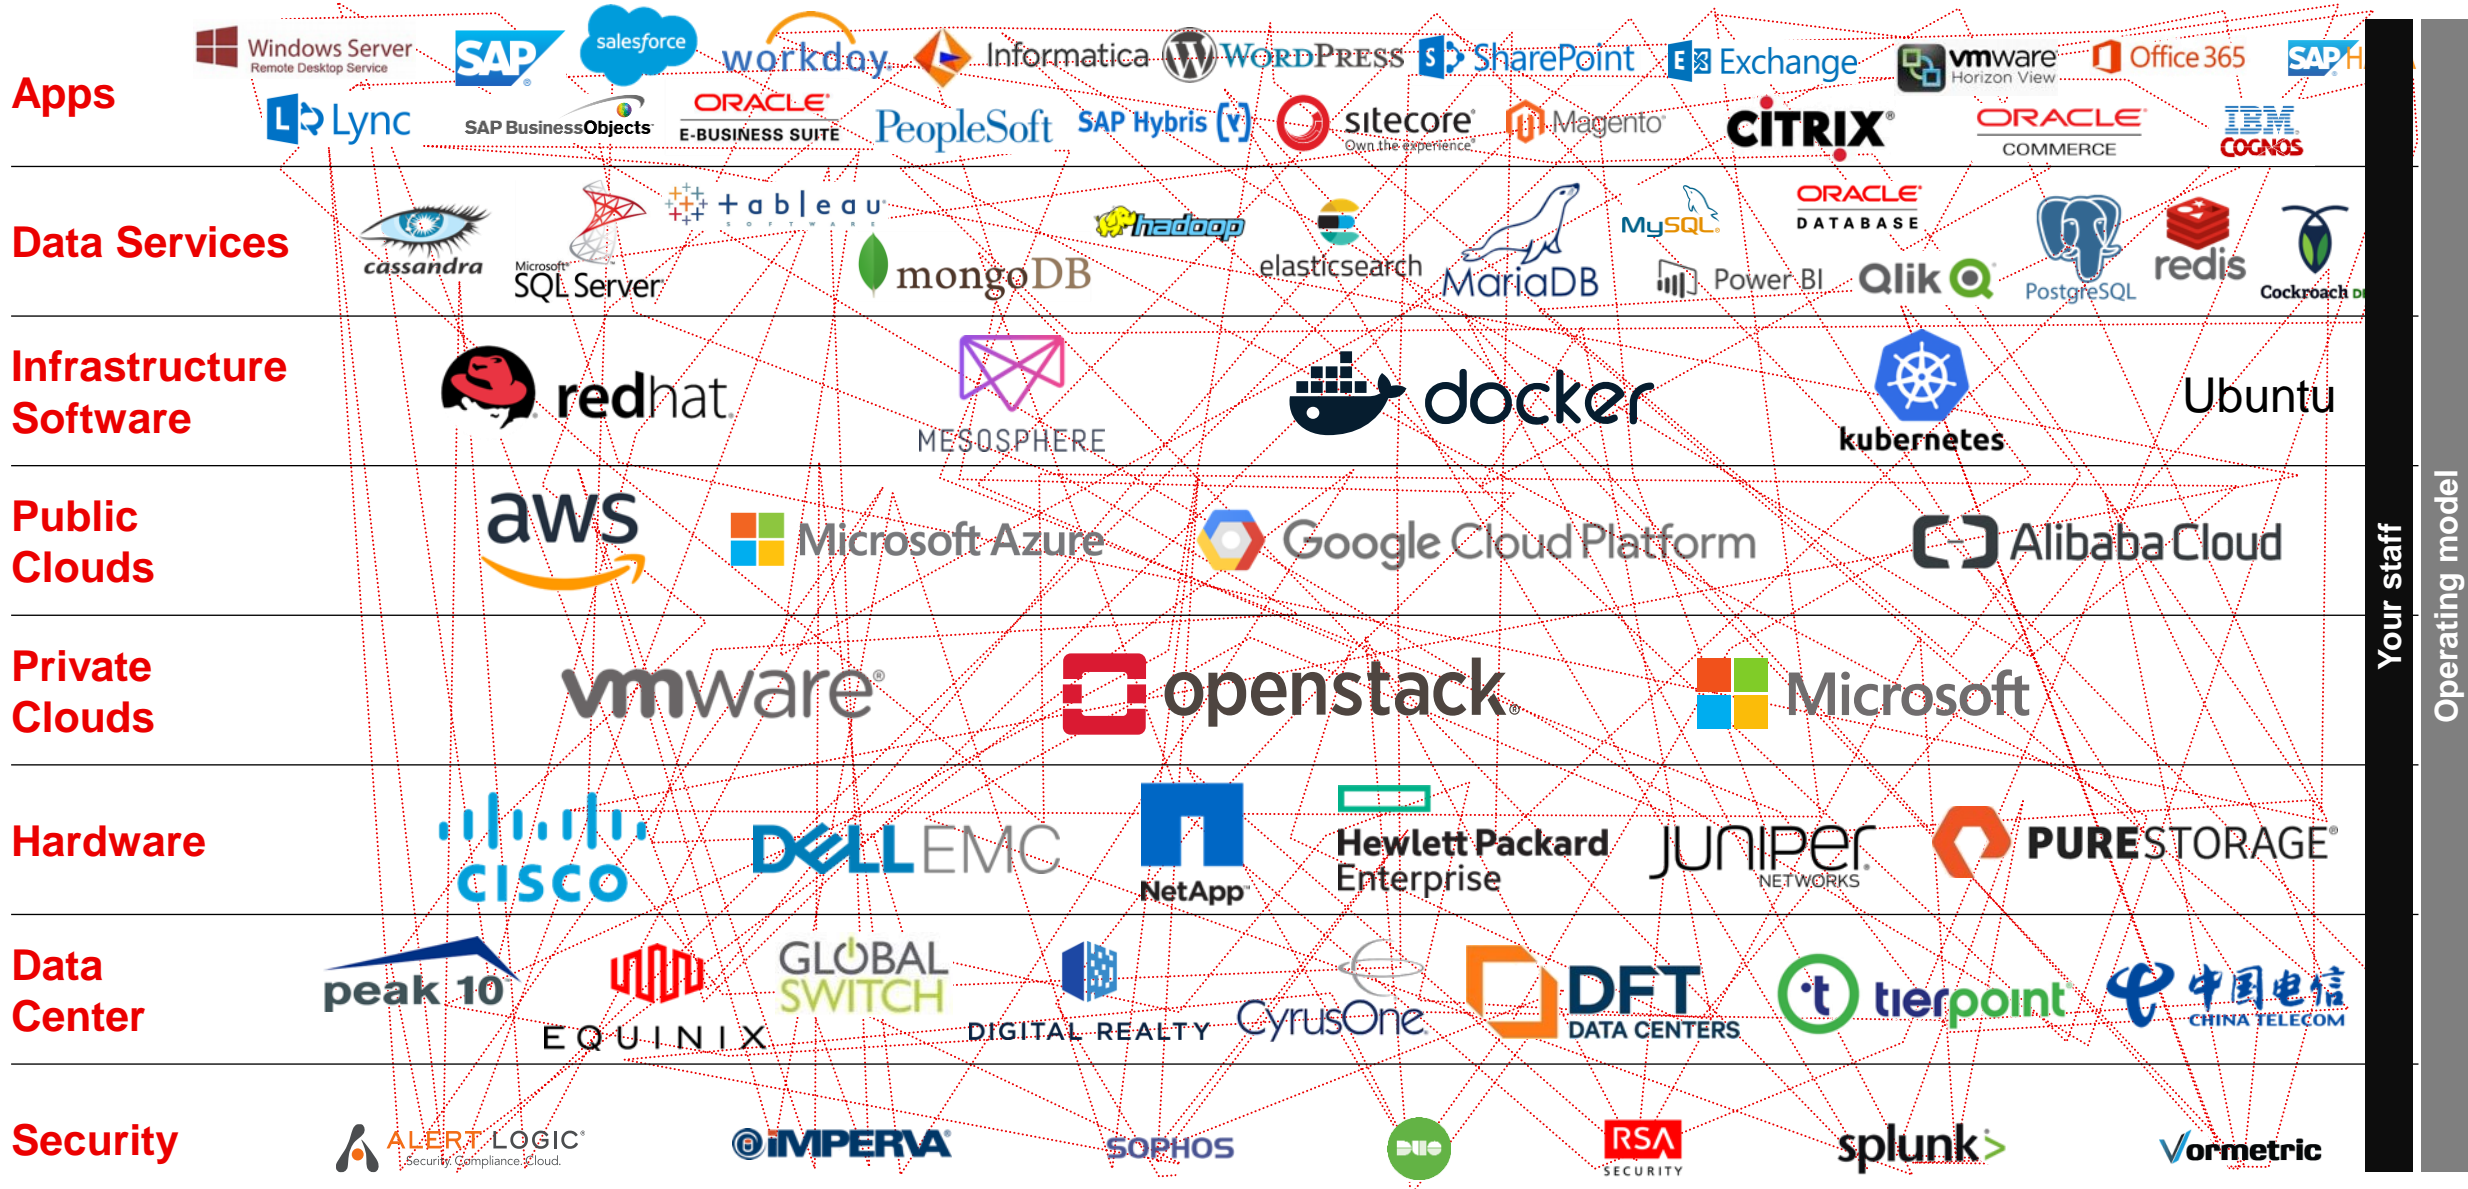 Apps
Windows Server
Remote Desktop Service
SAP
salesforce
workday
Informatica
WORDPRESS
S SharePoint
E Exchange
vmware
Horizon View
Office 365
SAP
L Lync
SAP BusinessObjects
ORACLE
E-BUSINESS SUITE
PeopleSoft
SAP Hybris (Y)
sitecore
Own the experience
Magento
CITRIX
ORACLE
COMMERCE
IBM
COGNOS
Data Services
cassandra
Microsoft
SQL Server
+ableau
SOFTWARE
mongoDB
hadoop
elasticsearch
MariaDB
MySQL
ORACLE
DATABASE
Power BI
Qlik
PostgreSQL
redis
Cockroach
Infrastructure
Software
redhat
MESOSPHERE
docker
kubernetes
Ubuntu
Public
Clouds
aws
Microsoft Azure
Google Cloud Platform
Alibaba Cloud
Private
Clouds
vmware
openstack
Microsoft
Hardware
CISCO
DELL EMC
NetApp
Hewlett Packard
Enterprise
JUNIPER
NETWORKS
PURESTORAGE
Data
Center
peak 10
EQUINIX
GLOBAL
SWITCH
DIGITAL REALTY
CyrusOne
DFT
DATA CENTERS
t tierpoint
中国电信
CHINA TELECOM
Security
ALERT LOGIC
Security. Compliance. Cloud.
iMPERVA
SOPHOS
DUO
RSA
SECURITY
splunk>
Vormetric
Your staff
Operating model